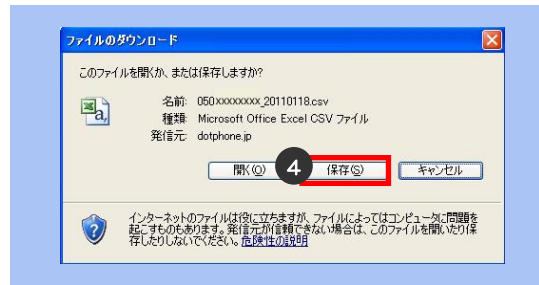 ファイルのダウンロード
このファイルを開くか、または保存しますか?
名前: 050xxxxxxxx_20110118.csv
種類: Microsoft Office Excel CSV ファイル
発信元: dotphone.jp
開く(O) 4 保存(S) キャンセル
インターネットのファイルは役に立ちますが、ファイルによってはコンピュータに問題を
起こすものもあります。発信元が信頼できない場合は、このファイルを開いたり保
存したりしないでください。危険性の説明